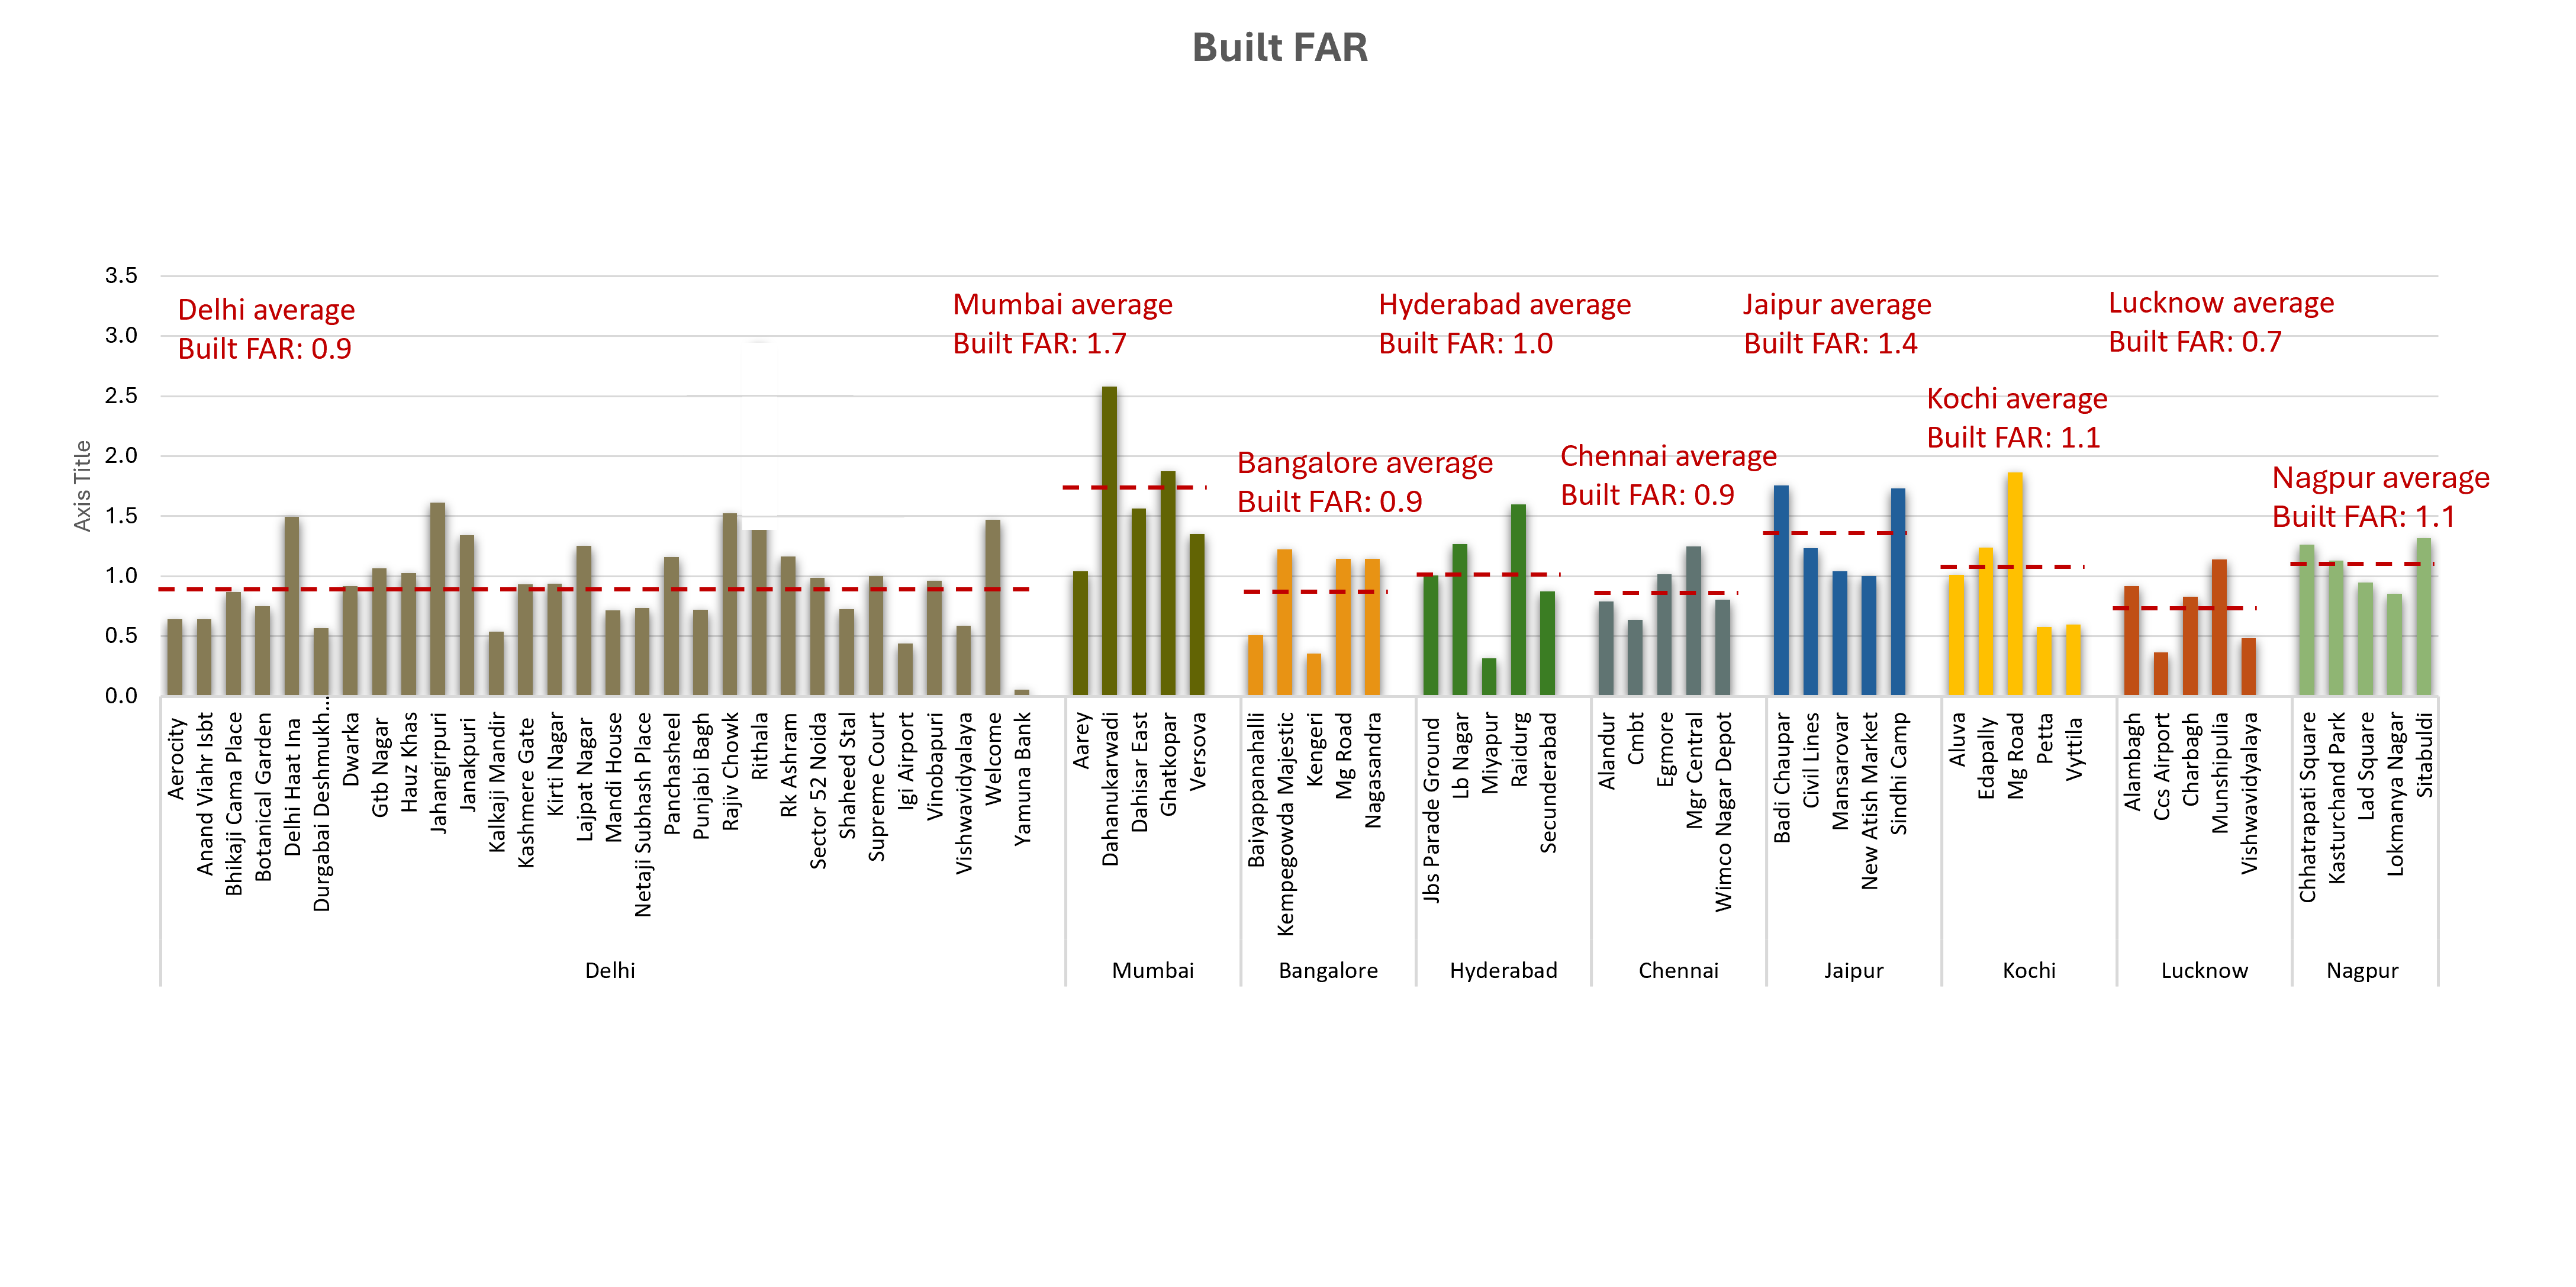 Built FAR
3.5
3.0
2.5
2.0
1.5
1.0
0.5
0.0
Axis Title
Delhi average
Built FAR: 0.9
Mumbai average
Built FAR: 1.7
Bangalore average
Built FAR: 0.9
Hyderabad average
Built FAR: 1.0
Chennai average
Built FAR: 0.9
Jaipur average
Built FAR: 1.4
Kochi average
Built FAR: 1.1
Lucknow average
Built FAR: 0.7
Nagpur average
Built FAR: 1.1
Aerocity
Anand Viahr Isbt
Bhikaji Cama Place
Botanical Garden
Delhi Haat Ina
Durgabai Deshmukh...
Dwarka
Gtb Nagar
Hauz Khas
Jahangirpuri
Janakpuri
Kalkaji Mandir
Kashmere Gate
Kirti Nagar
Lajpat Nagar
Mandi House
Netaji Subhash Place
Panchasheel
Punjabi Bagh
Rajiv Chowk
Rithala
Rk Ashram
Sector 52 Noida
Shaheed Stal
Supreme Court
Igi Airport
Vinobapuri
Vishwavidyalaya
Welcome
Yamuna Bank
Aarey
Dahanukarwadi
Dahisar East
Ghatkopar
Versova
Baiyappanahalli
Kempegowda Majestic
Kengeri
Mg Road
Nagasandra
Jbs Parade Ground
Lb Nagar
Miyapur
Raidurg
Secunderabad
Alandur
Cmbt
Egmore
Mgr Central
Wimco Nagar Depot
Badi Chaupar
Civil Lines
Mansarovar
New Atish Market
Sindhi Camp
Aluva
Edapally
Mg Road
Petta
Vyttila
Alambagh
Ccs Airport
Charbagh
Munshipulia
Vishwavidyalaya
Chhatrapati Square
Kasturchand Park
Lad Square
Lokmanya Nagar
Sitabuldi
Delhi
Mumbai
Bangalore
Hyderabad
Chennai
Jaipur
Kochi
Lucknow
Nagpur